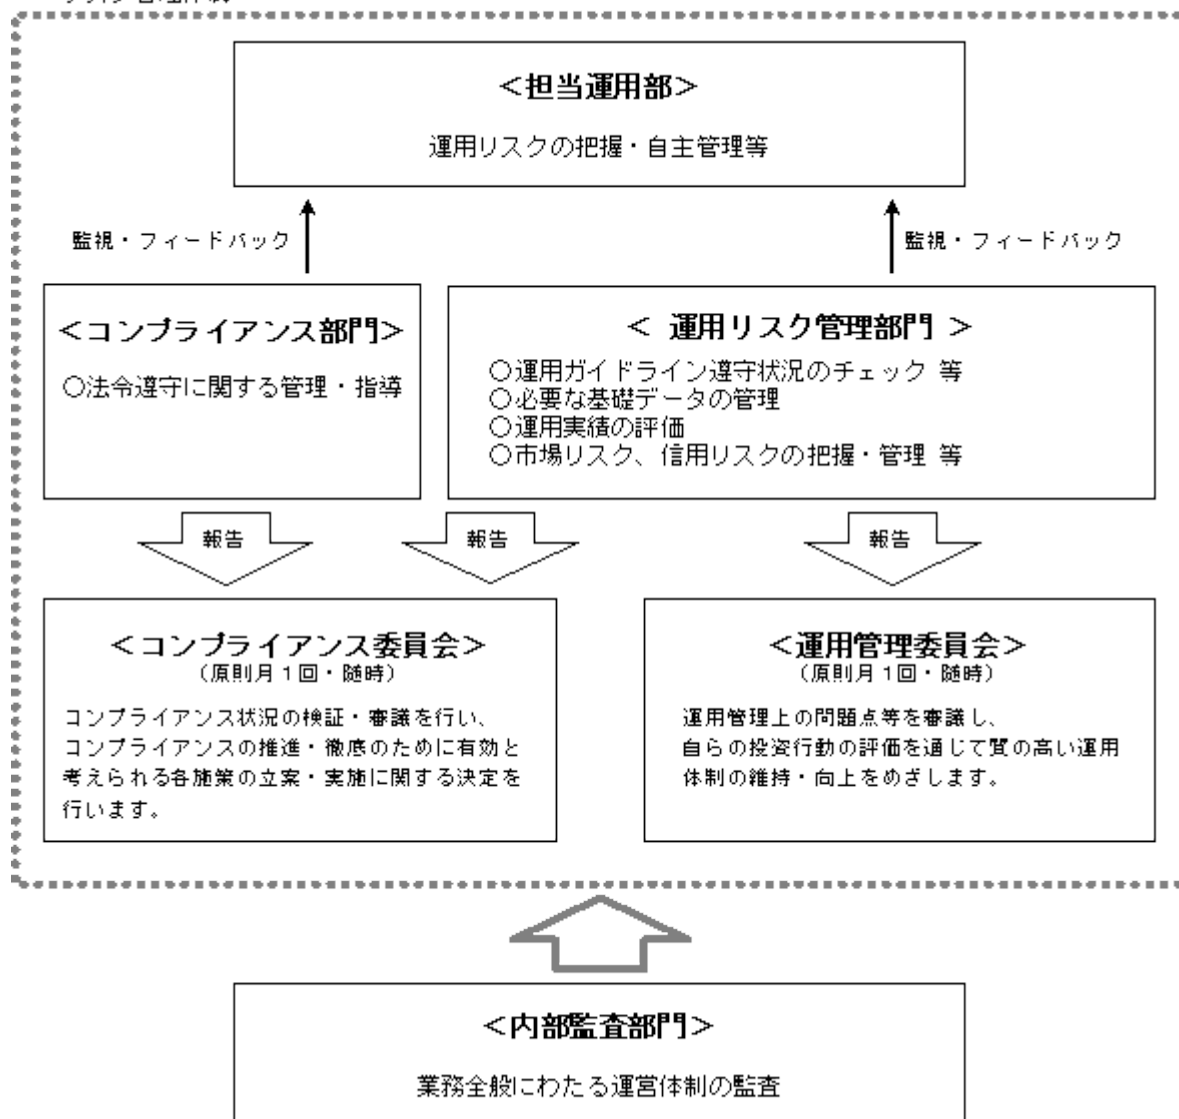 ＜担当運用部＞
運用リスクの把握・自主管理等
監視・フィードバック
監視・フィードバック
＜コンプライアンス部門＞
○法令遵守に関する管理・指導
＜ 運用リスク管理部門 ＞
○運用ガイドライン遵守状況のチェック 等
○必要な基礎データの管理
○運用実績の評価
○市場リスク、信用リスクの把握・管理 等
報告
報告
報告
＜コンプライアンス委員会＞
（原則月１回・随時）
コンプライアンス状況の検証・審議を行い、
コンプライアンスの推進・徹底のために有効と
考えられる各施策の立案・実施に関する決定を
行います。
＜運用管理委員会＞
（原則月１回・随時）
運用管理上の問題点等を審議し、
自らの投資行動の評価を通じて質の高い運用
体制の維持・向上をめざします。
＜内部監査部門＞
業務全般にわたる運営体制の監査